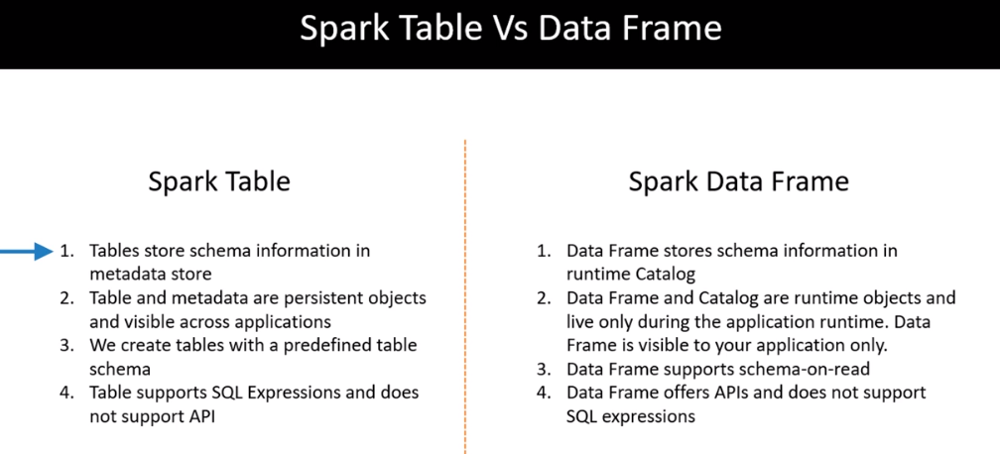 Spark Table Vs Data Frame
Spark Table
1. Tables store schema information in
metadata store
2. Table and metadata are persistent objects
and visible across applications
3. We create tables with a predefined table
schema
4. Table supports SQL Expressions and does
not support API
Spark Data Frame
1. Data Frame stores schema information in
runtime Catalog
2. Data Frame and Catalog are runtime objects and
live only during the application runtime. Data
Frame is visible to your application only.
3. Data Frame supports schema-on-read
4. Data Frame offers APIs and does not support
SQL expressions